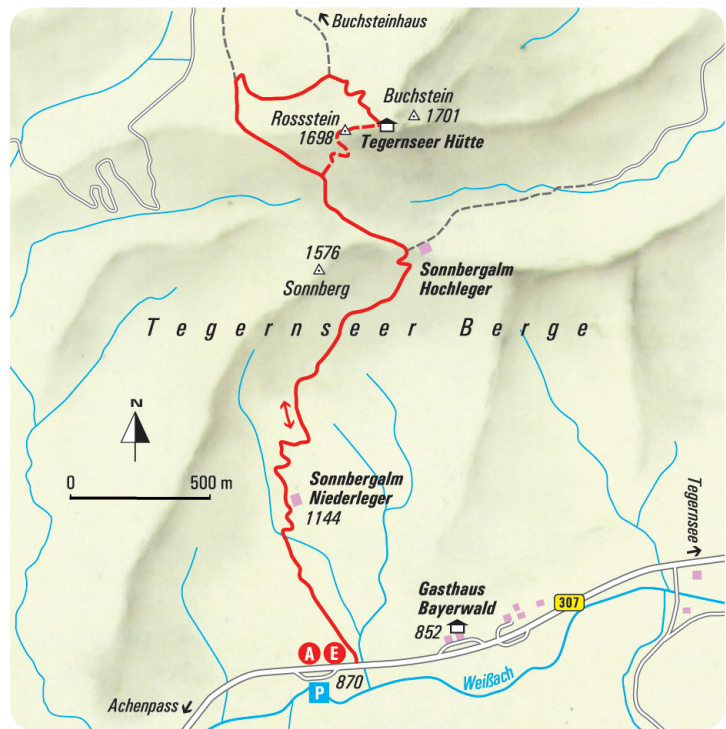 Buchsteinhaus
Buchstein
1701
Rossstein
1698
Tegernseer Hütte
1576
Sonnberg
Sonnbergalm
Hochleger
Tegernseer Berge
N
0 500 m
Sonnbergalm
Niederleger
1144
Tegernsee
Gasthaus
Bayerwald
852
307
A E
P
870
Weißach
Achenpass